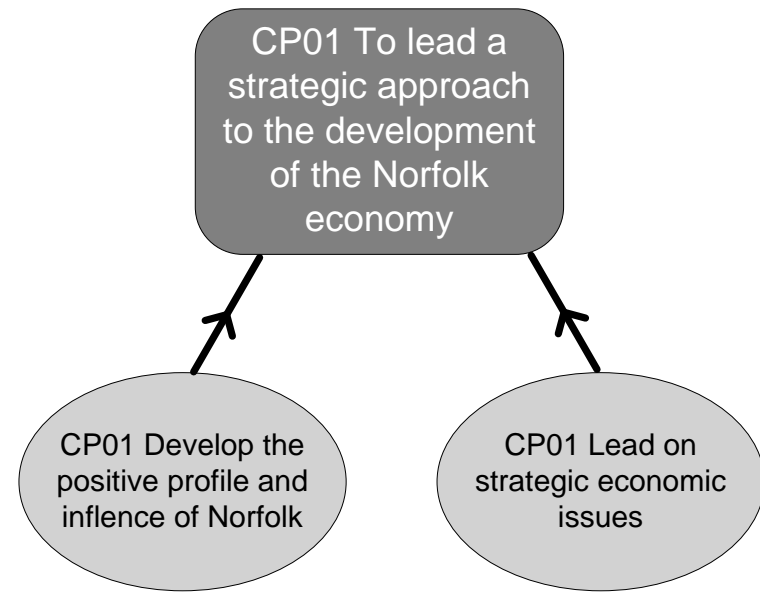 CP01 To lead a
strategic approach
to the development
of the Norfolk
economy
CP01 Develop the
positive profile and
inflence of Norfolk
CP01 Lead on
strategic economic
issues